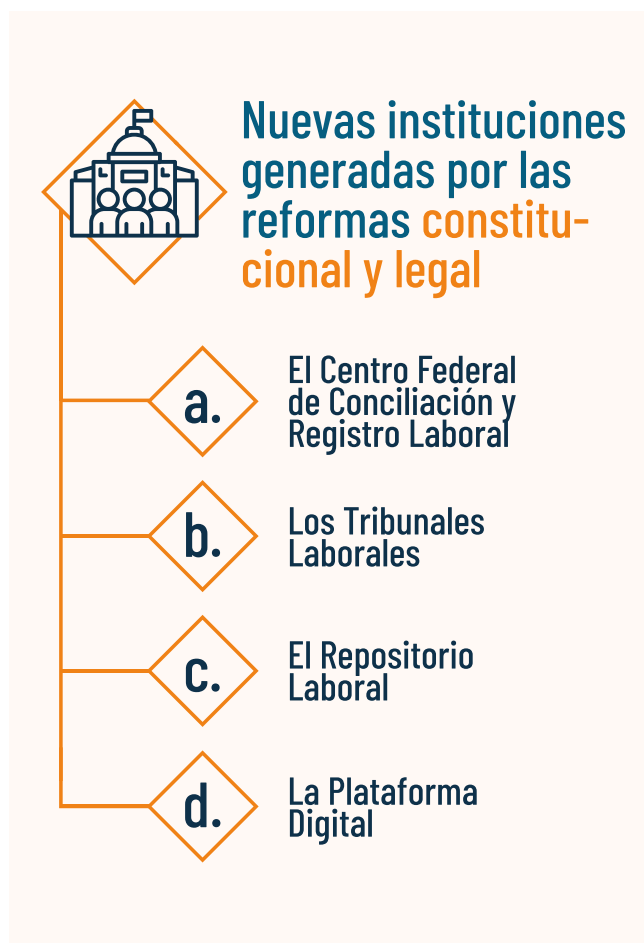 Nuevas instituciones
generadas por las
reformas constitu-
cional y legal
a.
El Centro Federal
de Conciliación y
Registro Laboral
b.
Los Tribunales
Laborales
c.
El Repositorio
Laboral
d.
La Plataforma
Digital